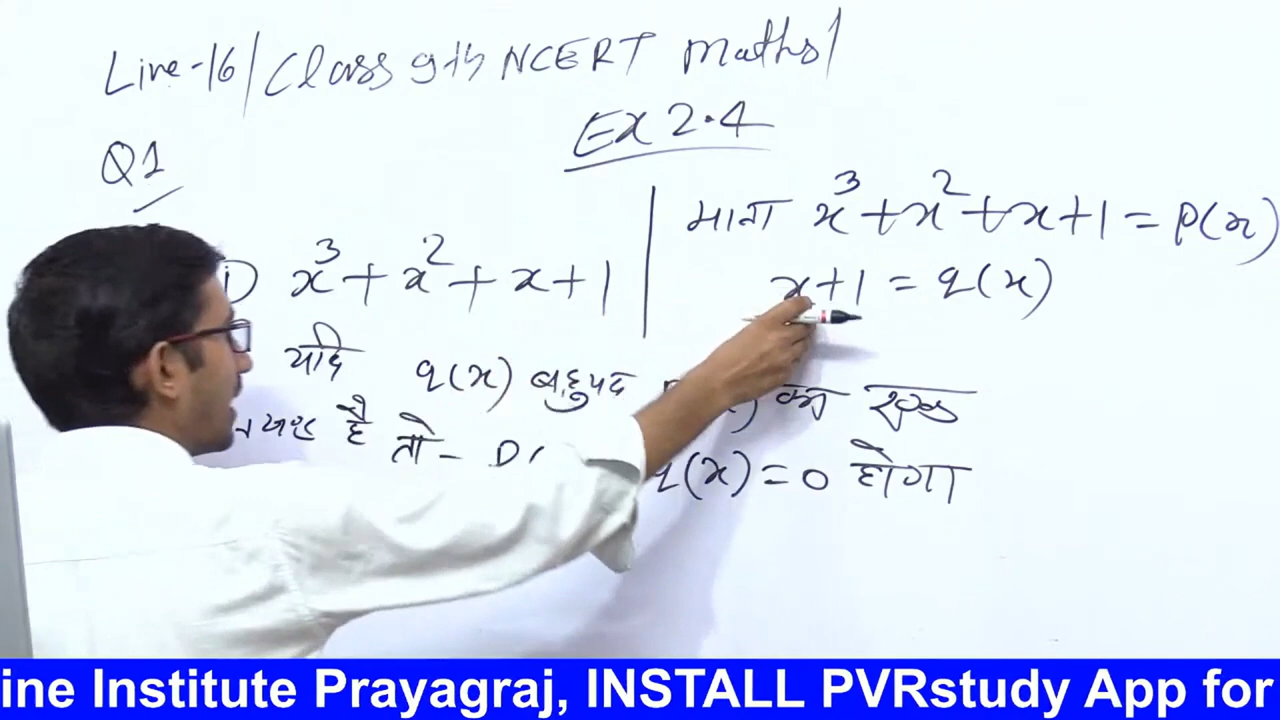 Live-16/Class 9th NCERT Maths/
Ex 2.4
Q1
x³+x²+x+1
माना x³+x²+x+1=p(x)
x+1=q(x)
यदि q(x) बहुपद का
है तो- q(x)=0 होगा
ine Institute Prayagraj, INSTALL PVRstudy App for